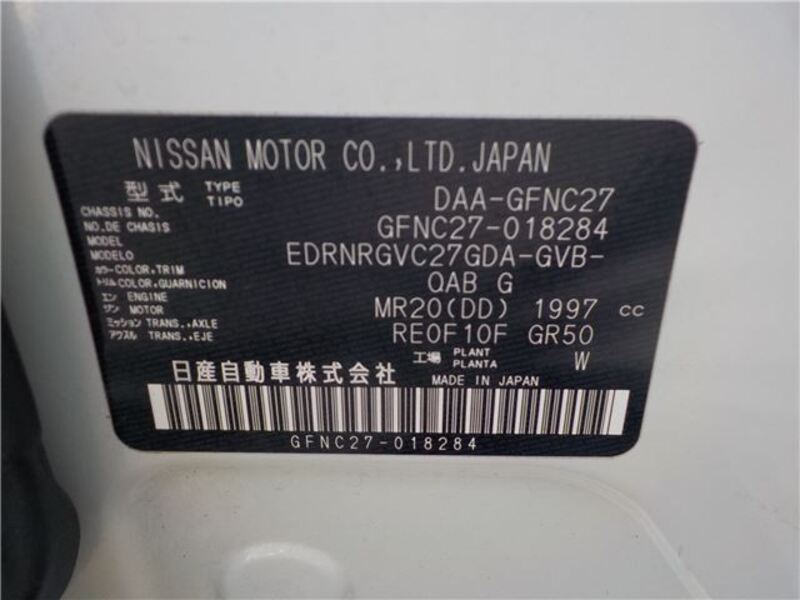 NISSAN MOTOR CO.,LTD.JAPAN
型式 TYPE TIPO DAA-GFNC27
CHASSIS NO.
NO.DE CHASIS GFNC27-018284
MODEL
MODELO EDRNRGVC27GDA-GVB-
カラー COLOR,TRIM
トリム COLOR,GUARNICION QAB G
エン ENGINE
ジン MOTOR MR20(DD) 1997 cc
ミッション TRANS.,AXLE
アクスル TRANS.,EJE RE0F10F GR50
工場 PLANT PLANTA W
日産自動車株式会社 MADE IN JAPAN
GFNC27-018284